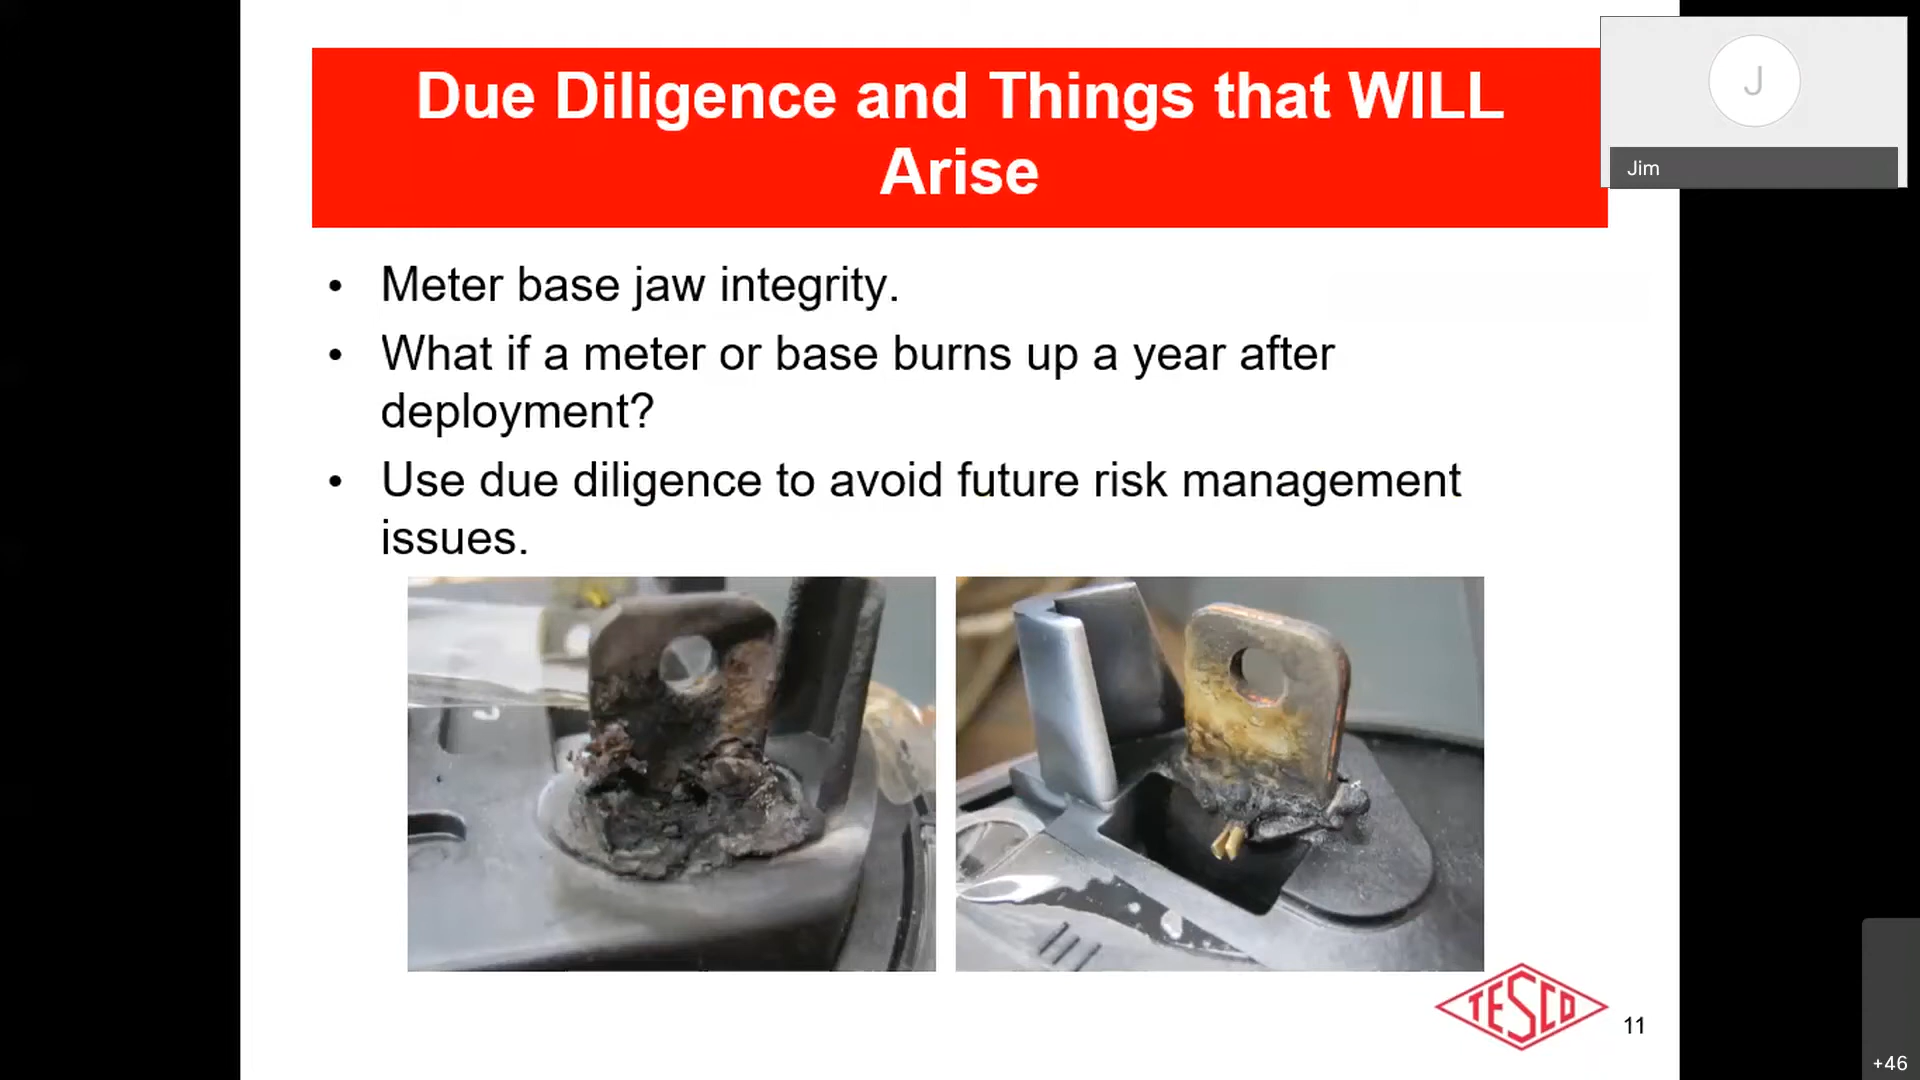 Due Diligence and Things that WILL
Arise
J
Jim
• Meter base jaw integrity.
• What if a meter or base burns up a year after
deployment?
• Use due diligence to avoid future risk management
issues.
TESCO
11
+46